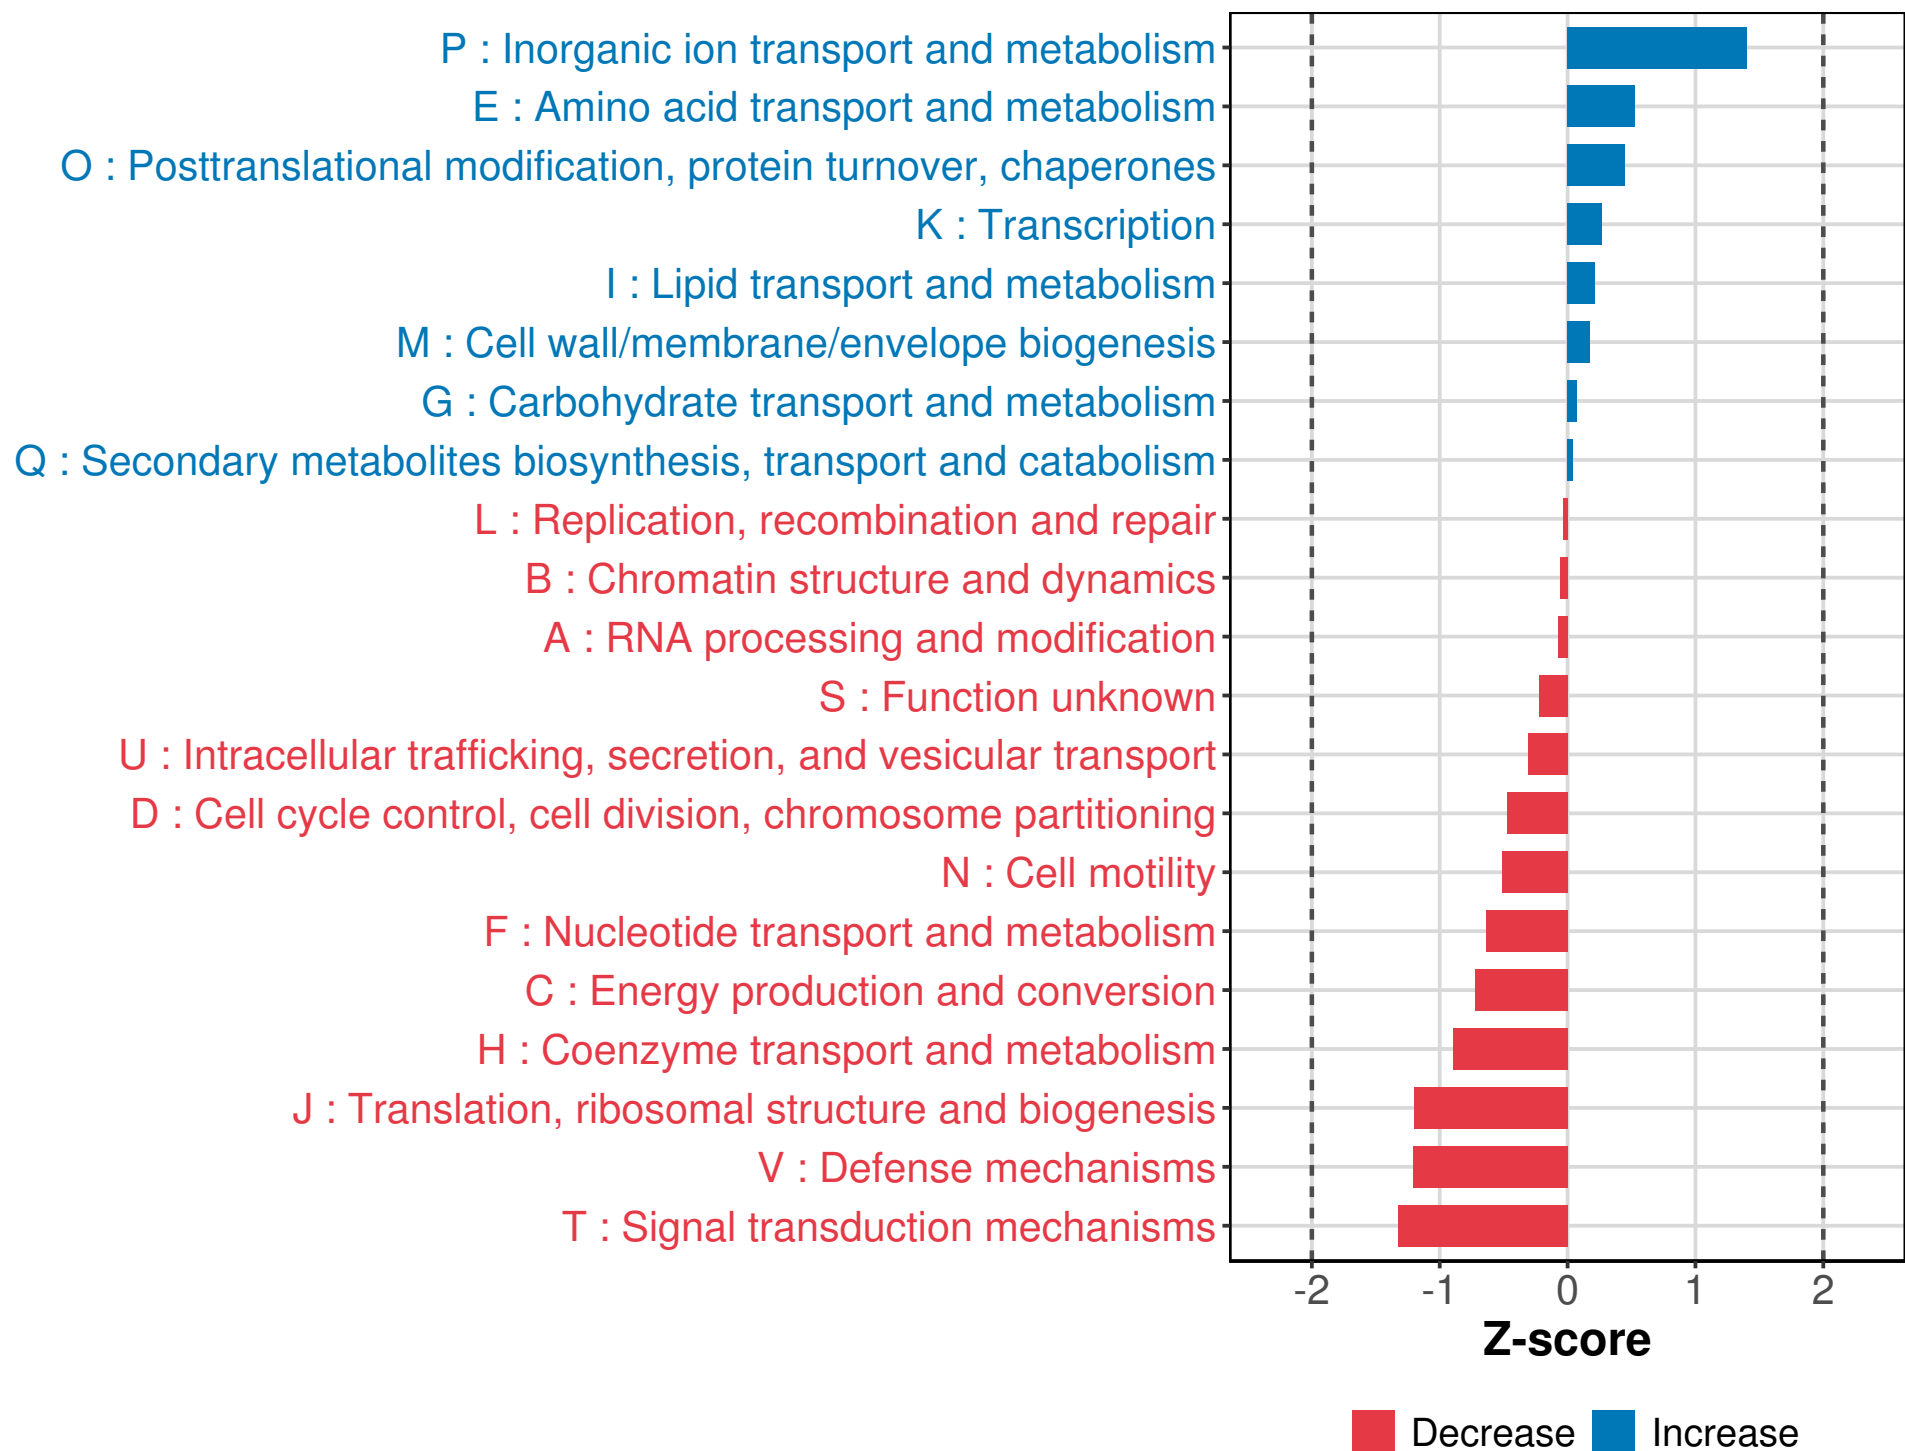 P : Inorganic ion transport and metabolism
E : Amino acid transport and metabolism
O : Posttranslational modification, protein turnover, chaperones
K : Transcription
I : Lipid transport and metabolism
M : Cell wall/membrane/envelope biogenesis
G : Carbohydrate transport and metabolism
Q : Secondary metabolites biosynthesis, transport and catabolism
L : Replication, recombination and repair
B : Chromatin structure and dynamics
A : RNA processing and modification
S : Function unknown
U : Intracellular trafficking, secretion, and vesicular transport
D : Cell cycle control, cell division, chromosome partitioning
N : Cell motility
F : Nucleotide transport and metabolism
C : Energy production and conversion
H : Coenzyme transport and metabolism
J : Translation, ribosomal structure and biogenesis
V : Defense mechanisms
T : Signal transduction mechanisms
-2 -1 0 1 2
Z-score
Decrease Increase